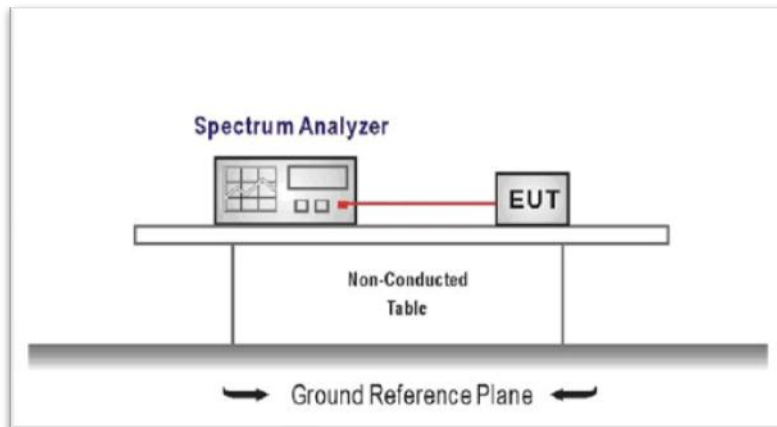 Spectrum Analyzer
EUT
Non-Conducted
Table
Ground Reference Plane